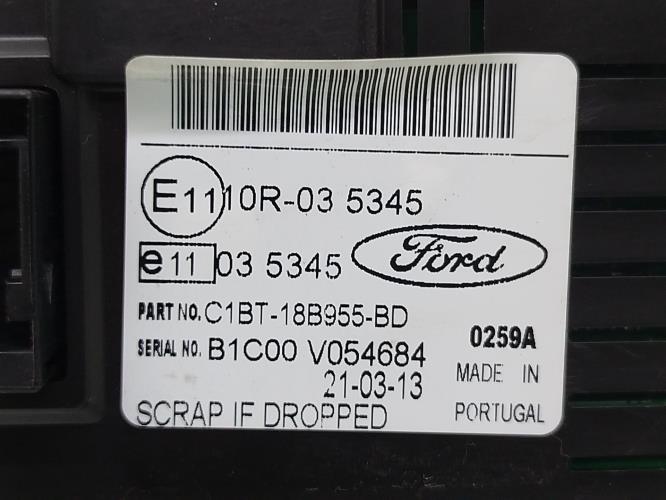 E11 10R-03 5345
e11 03 5345 Ford
PART NO. C1BT-18B955-BD
SERIAL NO. B1C00 V054684
0259A
21-03-13
MADE IN
PORTUGAL
SCRAP IF DROPPED